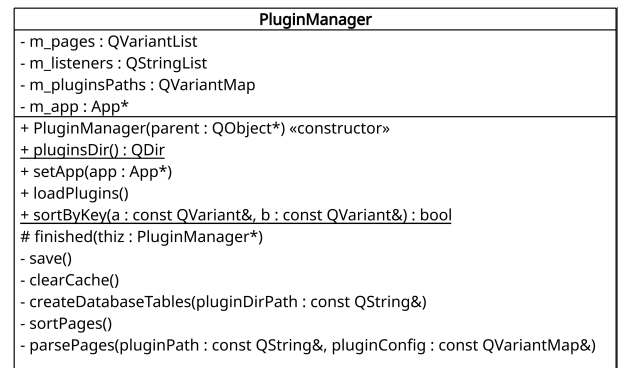 PluginManager
- m_pages : QVariantList
- m_listeners : QStringList
- m_pluginsPaths : QVariantMap
- m_app : App*
+ PluginManager(parent : QObject*) «constructor»
+ pluginsDir() : QDir
+ setApp(app : App*)
+ loadPlugins()
+ sortByKey(a : const QVariant&, b : const QVariant&) : bool
# finished(thiz : PluginManager*)
- save()
- clearCache()
- createDatabaseTables(pluginDirPath : const QString&)
- sortPages()
- parsePages(pluginPath : const QString&, pluginConfig : const QVariantMap&)